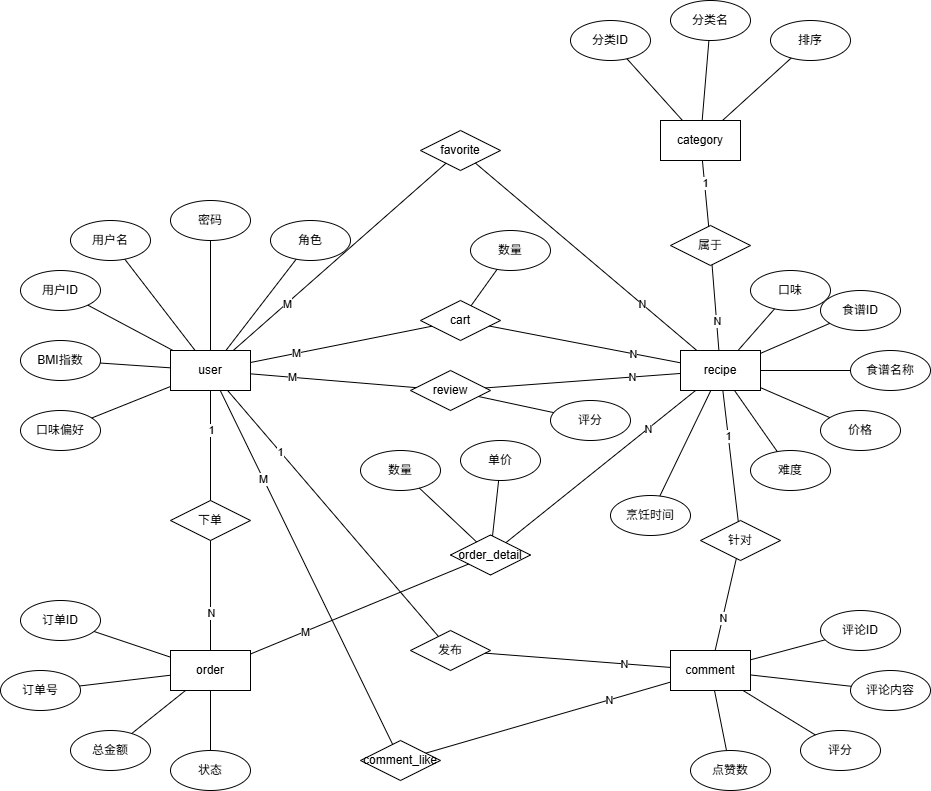 分类名
分类ID
排序
category
1
favorite
属于
密码
用户名
角色
数量
用户ID
口味
M
N
食谱ID
cart
N
BMI指数
M
N
user
recipe
食谱名称
M
N
review
口味偏好
评分
价格
1
N
1
1
单价
数量
难度
M
烹饪时间
下单
针对
order_detail
N
N
订单ID
M
评论ID
发布
N
order
comment
订单号
评论内容
N
总金额
评分
comment_like
状态
点赞数